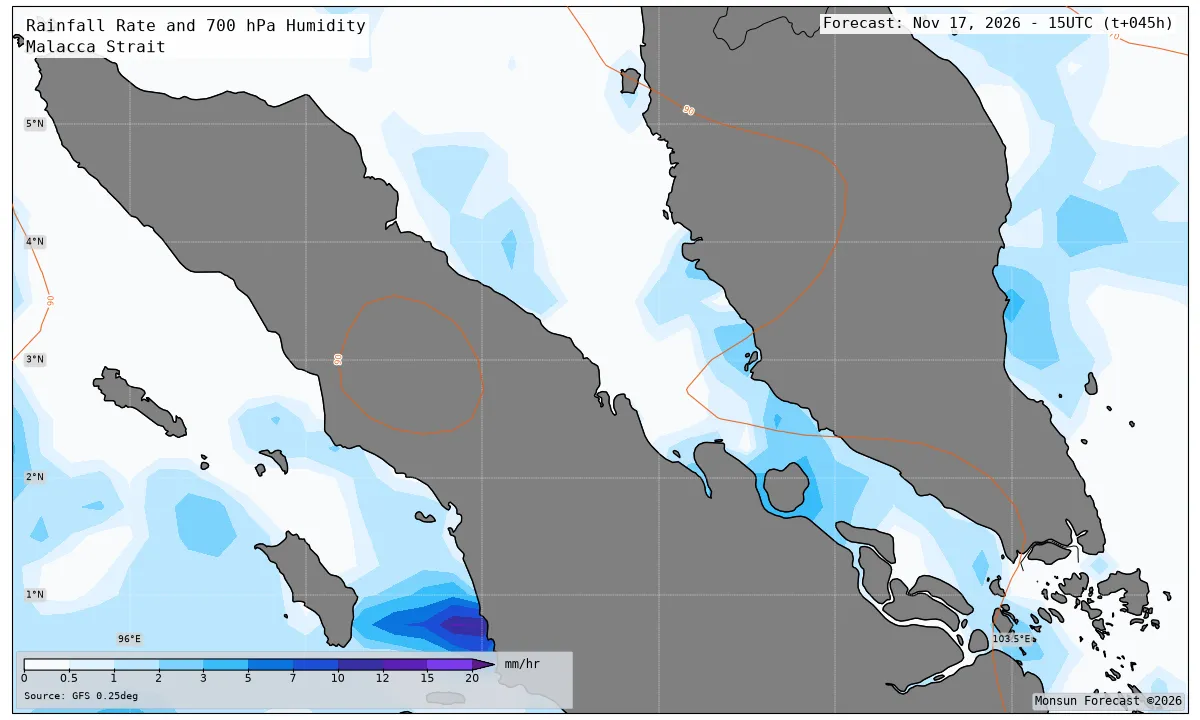 Rainfall Rate and 700 hPa Humidity
Malacca Strait
Forecast: Nov 17, 2026 - 15UTC (t+045h)
70
90
5°N
4°N
90
3°N
90
2°N
1°N
96°E
103.5°E
mm/hr
0 0.5 1 2 3 5 7 10 12 15 20
Source: GFS 0.25deg
Monsun Forecast ©2026